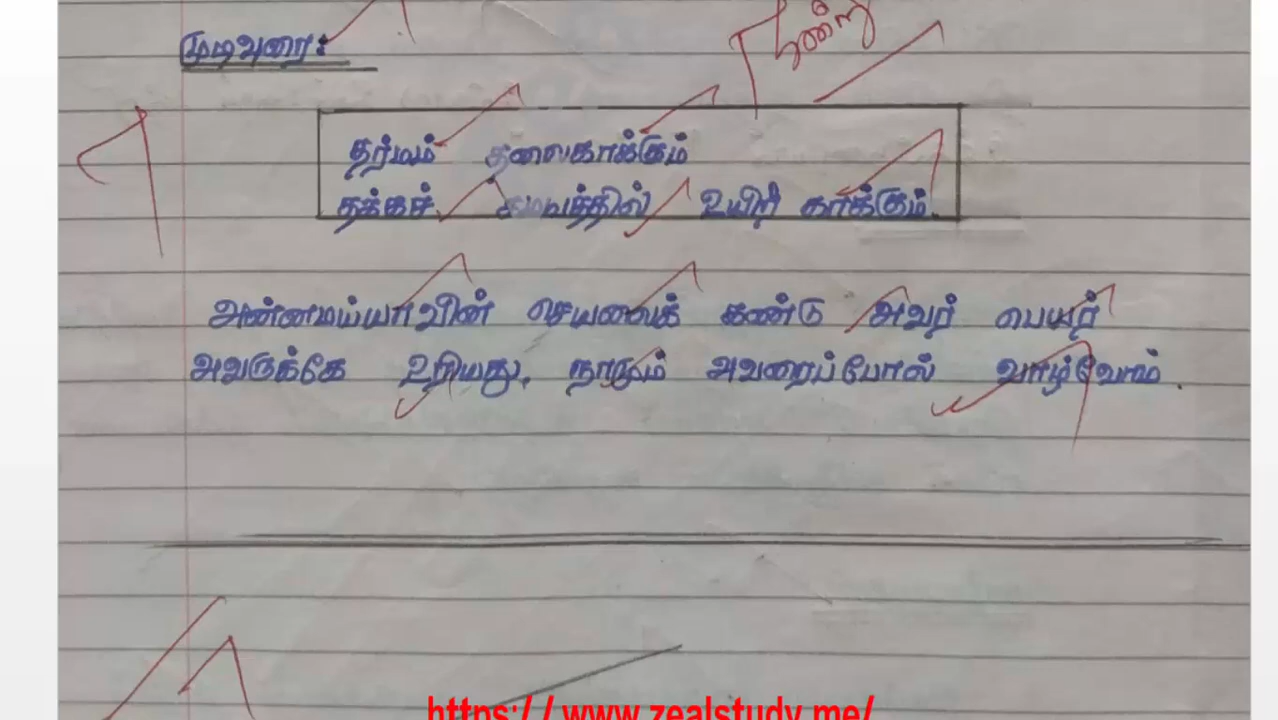 நன்று
முடிவுரை:
தர்மம் தலைகாக்கும்
தக்கச் சமயத்தில் உயிர் காக்கும்.
அன்னமய்யாவின் செயலைக் கண்டு அவர் பெயர்
அவருக்கே உரியது. நாமும் அவரைப்போல் வாழ்வோம்.
https://www.zealstudy.me/